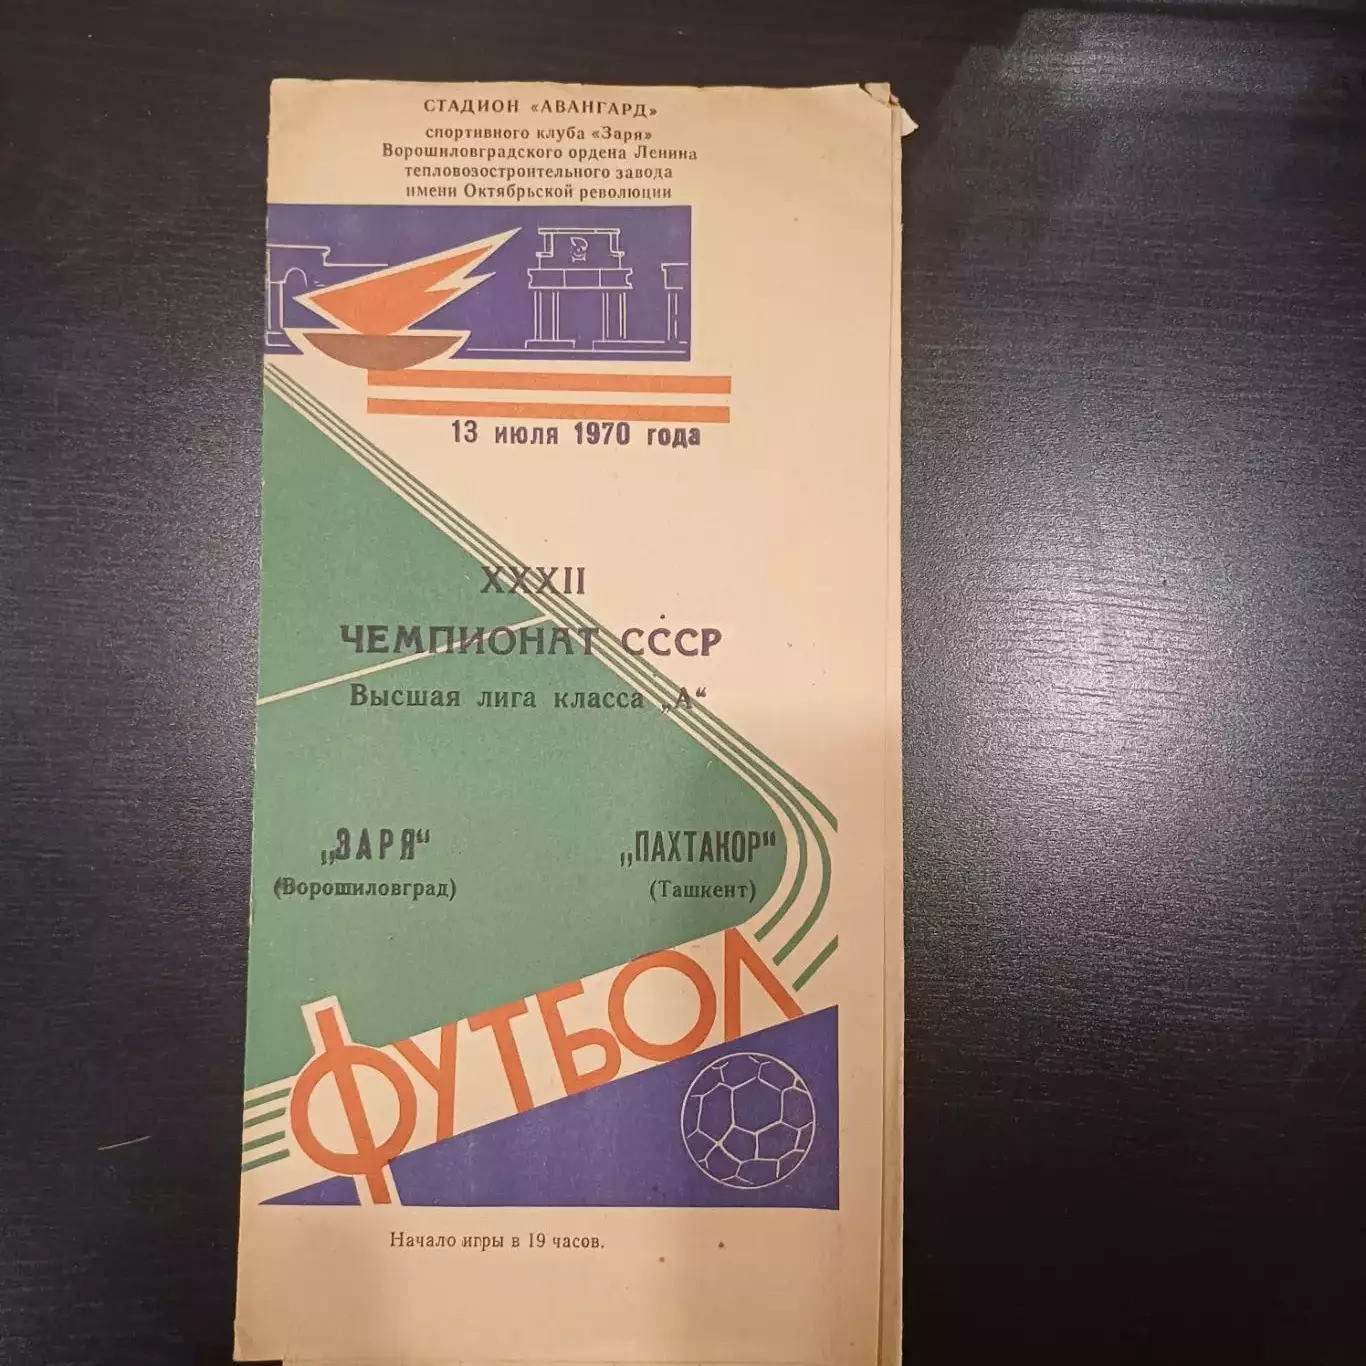 СТАДИОН «АВАНГАРД»
спортивного клуба «Заря»
Ворошиловградского ордена Ленина
тепловозостроительного завода
имени Октябрьской революции
13 июля 1970 года
XXXII
ЧЕМПИОНАТ СССР
Высшая лига класса „А“
„ЗАРЯ“ „ПАХТАКОР“
(Ворошиловград) (Ташкент)
ФУТБОЛ
Начало игры в 19 часов.